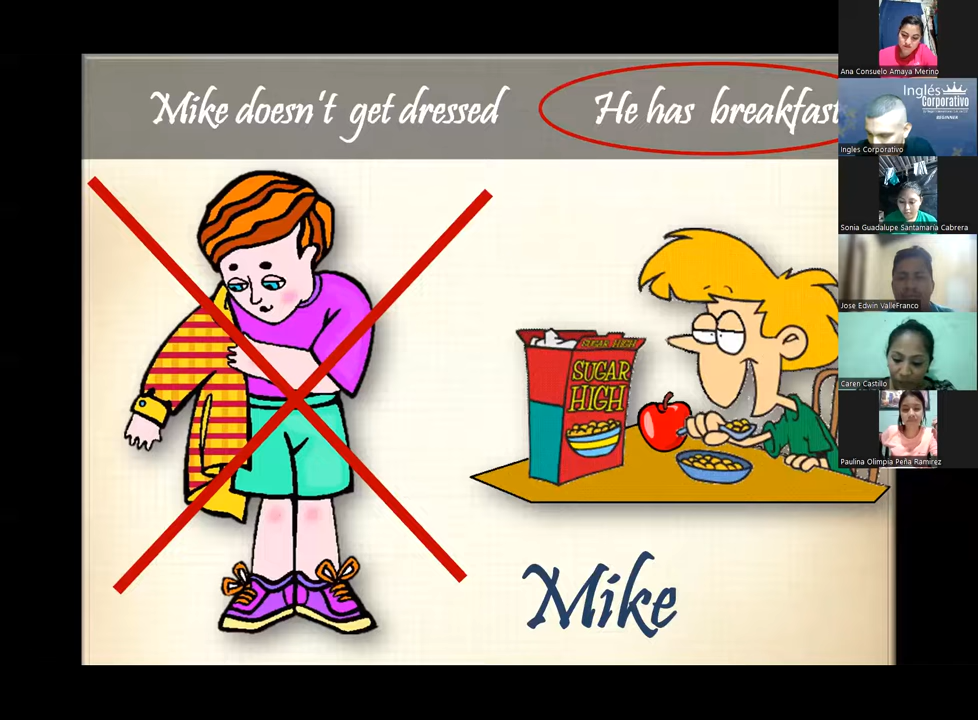 Mike doesn't get dressed
He has breakfast
SUGAR HIGH
SUGAR
HIGH
Mike
Ana Consuelo Amaya Merino
Inglés
Corporativo
BEGINNER
Ingles Corporativo
Sonia Guadalupe Santamaria Cabrera
Jose Edwin ValleFranco
Caren Castillo
Paulina Olimpia Peña Ramirez